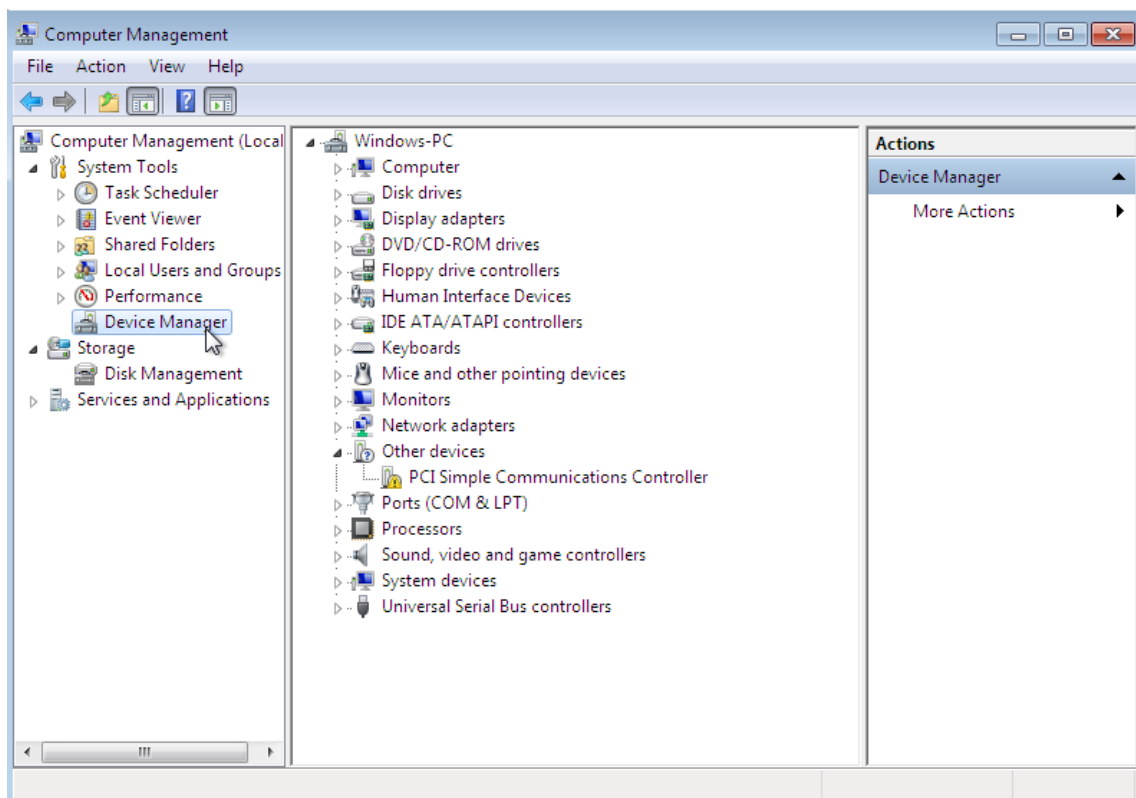 Computer Management
File Action View Help
Computer Management (Local
System Tools
Task Scheduler
Event Viewer
Shared Folders
Local Users and Groups
Performance
Device Manager
Storage
Disk Management
Services and Applications
Windows-PC
Computer
Disk drives
Display adapters
DVD/CD-ROM drives
Floppy drive controllers
Human Interface Devices
IDE ATA/ATAPI controllers
Keyboards
Mice and other pointing devices
Monitors
Network adapters
Other devices
PCI Simple Communications Controller
Ports (COM & LPT)
Processors
Sound, video and game controllers
System devices
Universal Serial Bus controllers
Actions
Device Manager
More Actions